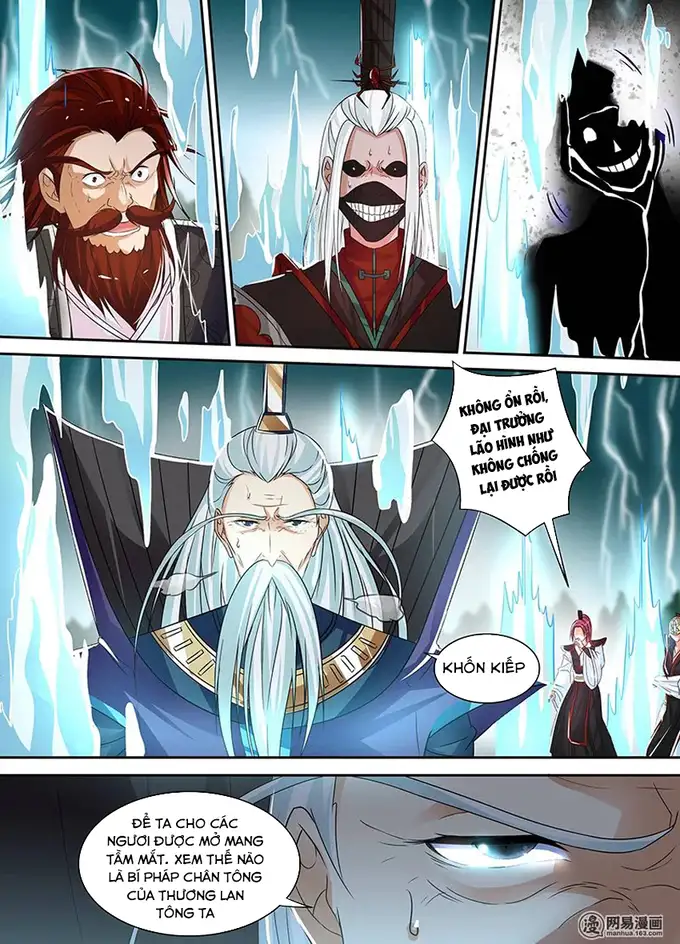 KHÔNG ỔN RỒI,
ĐẠI TRƯỞNG
LÃO HÌNH NHƯ
KHÔNG CHỐNG
LẠI ĐƯỢC RỒI
KHỐN KIẾP
ĐỂ TA CHO CÁC
NGƯƠI ĐƯỢC MỞ MANG
TẦM MẮT. XEM THẾ NÀO
LÀ BÍ PHÁP CHÂN TÔNG
CỦA THƯƠNG LAN
TÔNG TA
漫 网易漫画
manhua.163.com